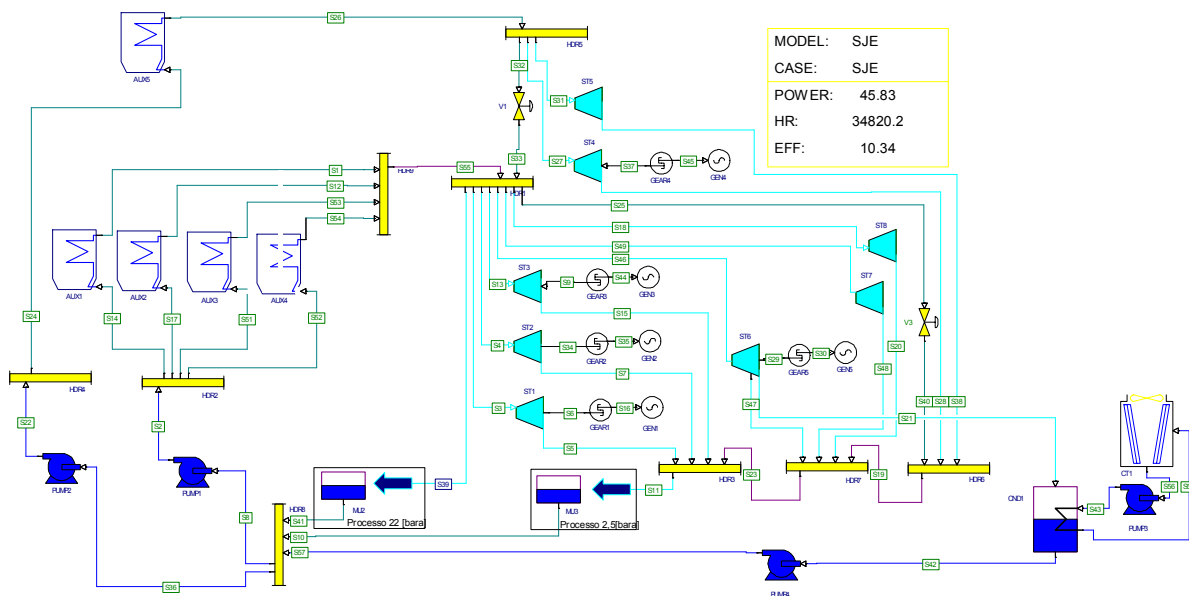 S26
HDR5
MODEL: SJE
CASE: SJE
POWER: 45.83
HR: 34820.2
EFF: 10.34
AUX5
S32
ST5
S31
V1
ST4
S33
S27
S37
S45
GEAR4
GEN4
S1
HDR9
S55
S12
HDR1
S53
S25
S54
S18
ST8
S49
S46
ST7
ST3
S44
S13
S9
GEAR3
GEN3
AUX1
AUX2
AUX3
AUX4
S15
V3
S24
S14
S17
S51
S52
ST2
S4
S34
S35
GEAR2
GEN2
S20
ST6
S29
S30
GEAR5
GEN5
S7
S48
HDR4
HDR2
ST1
S3
S6
S16
GEAR1
GEN1
S47
S40
S28
S38
S21
S22
S2
S5
HDR3
HDR7
HDR6
S23
S19
CT1
PUMP2
PUMP1
S39
S11
S56
MU2
MU3
CND1
S43
PUMP3
Processo 22 [bara]
Processo 2,5[bara]
S8
HDR8
S41
S10
S57
S42
PUMP4
S36